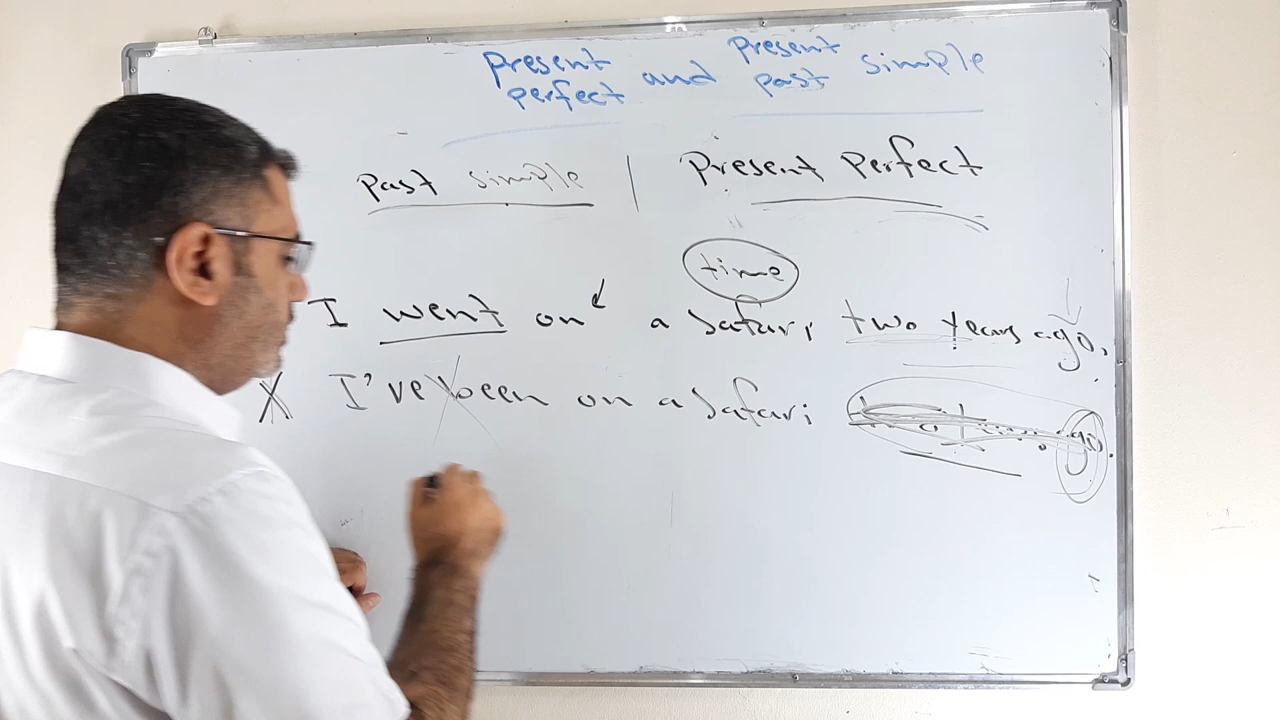 present perfect and present past simple
Past simple | Present Perfect
time
I went on a Safari, two years ago.
X I've been on a Safari ago.